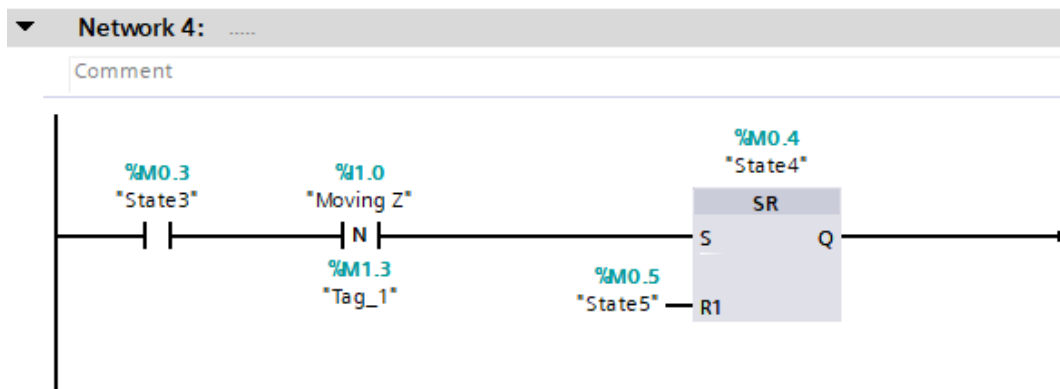 Network 4: .....
Comment
%M0.4
"State4"
%M0.3
"State3"
%I1.0
"Moving Z"
SR
N
S
Q
%M1.3
"Tag_1"
%M0.5
"State5"
R1